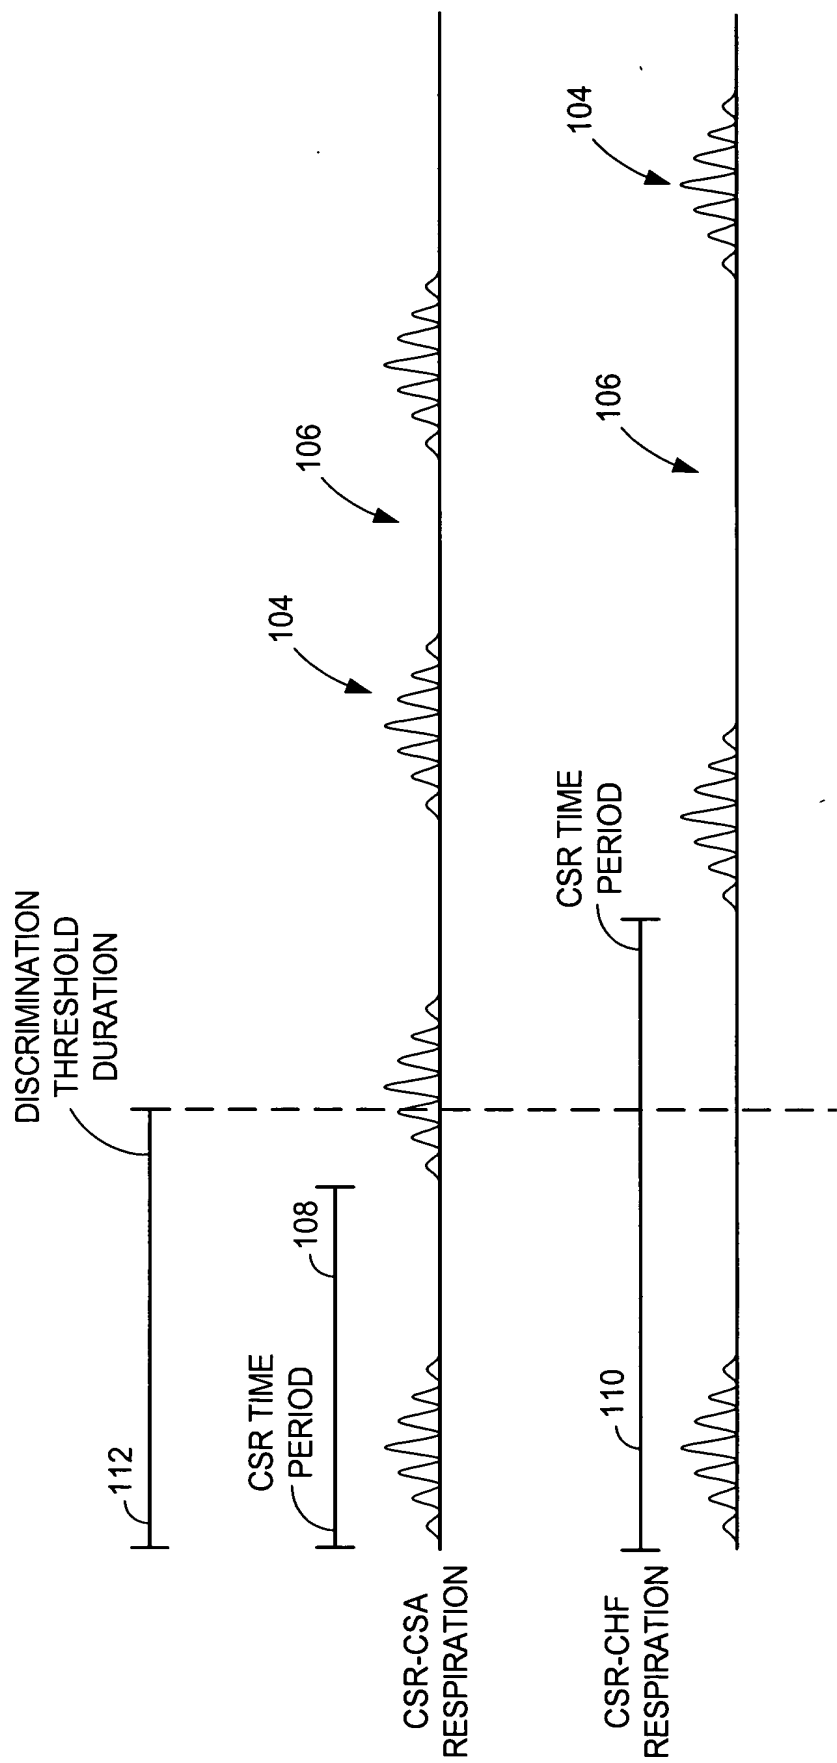 DISCRIMINATION
THRESHOLD
DURATION
112
CSR TIME
PERIOD
108
104
106
CSR-CSA
RESPIRATION
CSR TIME
PERIOD
110
106
104
CSR-CHF
RESPIRATION